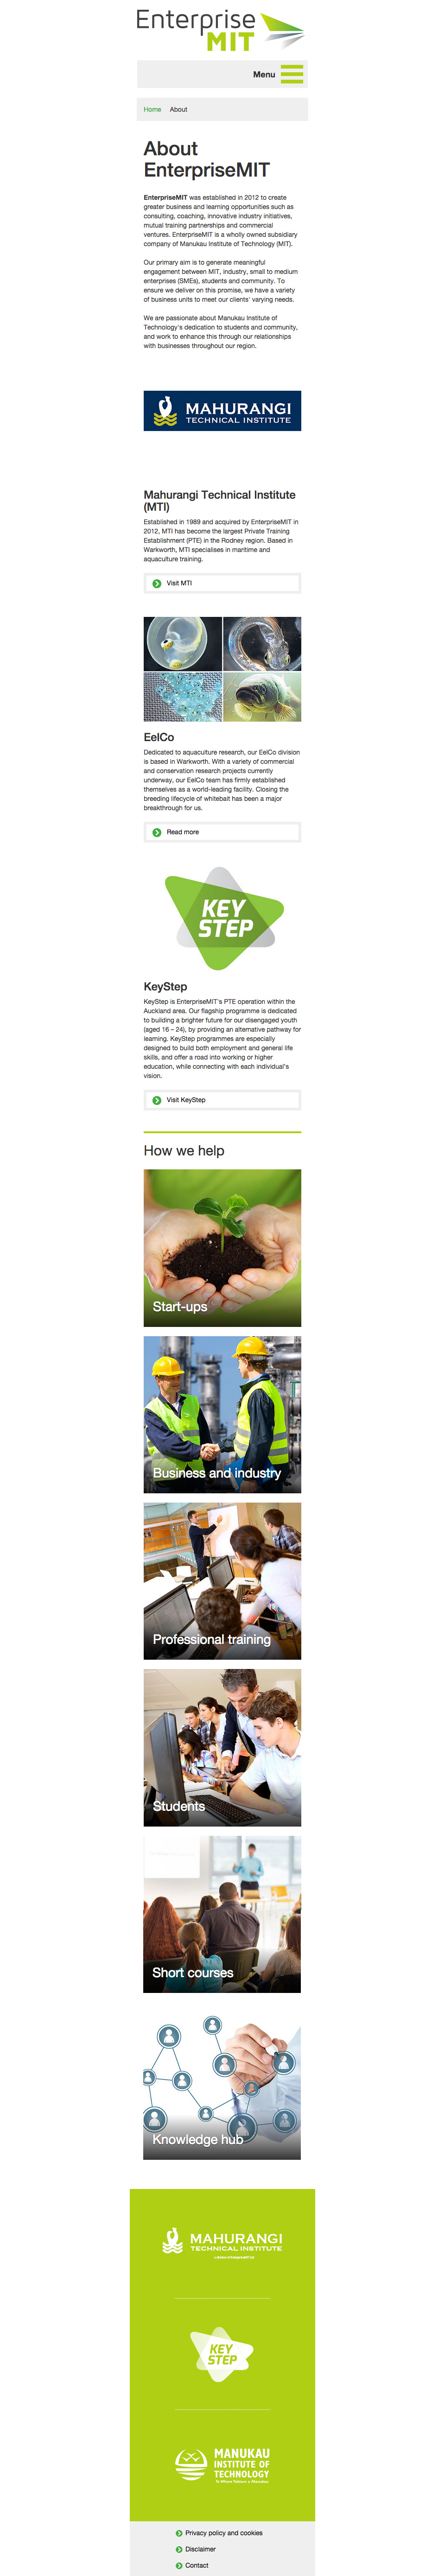 Enterprise
MIT
Menu
Home About
About
EnterpriseMIT
EnterpriseMIT was established in 2012 to create
greater business and learning opportunities such as
consulting, coaching, innovative industry initiatives,
mutual training partnerships and commercial
ventures. EnterpriseMIT is a wholly owned subsidiary
company of Manukau Institute of Technology (MIT).
Our primary aim is to generate meaningful
engagement between MIT, industry, small to medium
enterprises (SMEs), students and community. To
ensure we deliver on this promise, we have a variety
of business units to meet our clients' varying needs.
We are passionate about Manukau Institute of
Technology's dedication to students and community,
and work to enhance this through our relationships
with businesses throughout our region.
MAHURANGI
TECHNICAL INSTITUTE
Mahurangi Technical Institute
(MTI)
Established in 1989 and acquired by EnterpriseMIT in
2012, MTI has become the largest Private Training
Establishment (PTE) in the Rodney region. Based in
Warkworth, MTI specialises in maritime and
aquaculture training.
Visit MTI
EelCo
Dedicated to aquaculture research, our EelCo division
is based in Warkworth. With a variety of commercial
and conservation research projects currently
underway, our EelCo team has firmly established
themselves as a world-leading facility. Closing the
breeding lifecycle of whitebait has been a major
breakthrough for us.
Read more
KEY
STEP
KeyStep
KeyStep is EnterpriseMIT's PTE operation within the
Auckland area. Our flagship programme is dedicated
to building a brighter future for our disengaged youth
(aged 16 – 24), by providing an alternative pathway for
learning. KeyStep programmes are especially
designed to build both employment and general life
skills, and offer a road into working or higher
education, while connecting with each individual's
vision.
Visit KeyStep
How we help
Start-ups
Business and industry
Professional training
Students
Short courses
Knowledge hub
MAHURANGI
TECHNICAL INSTITUTE
KEY
STEP
MANUKAU
INSTITUTE OF
TECHNOLOGY
Privacy policy and cookies
Disclaimer
Contact